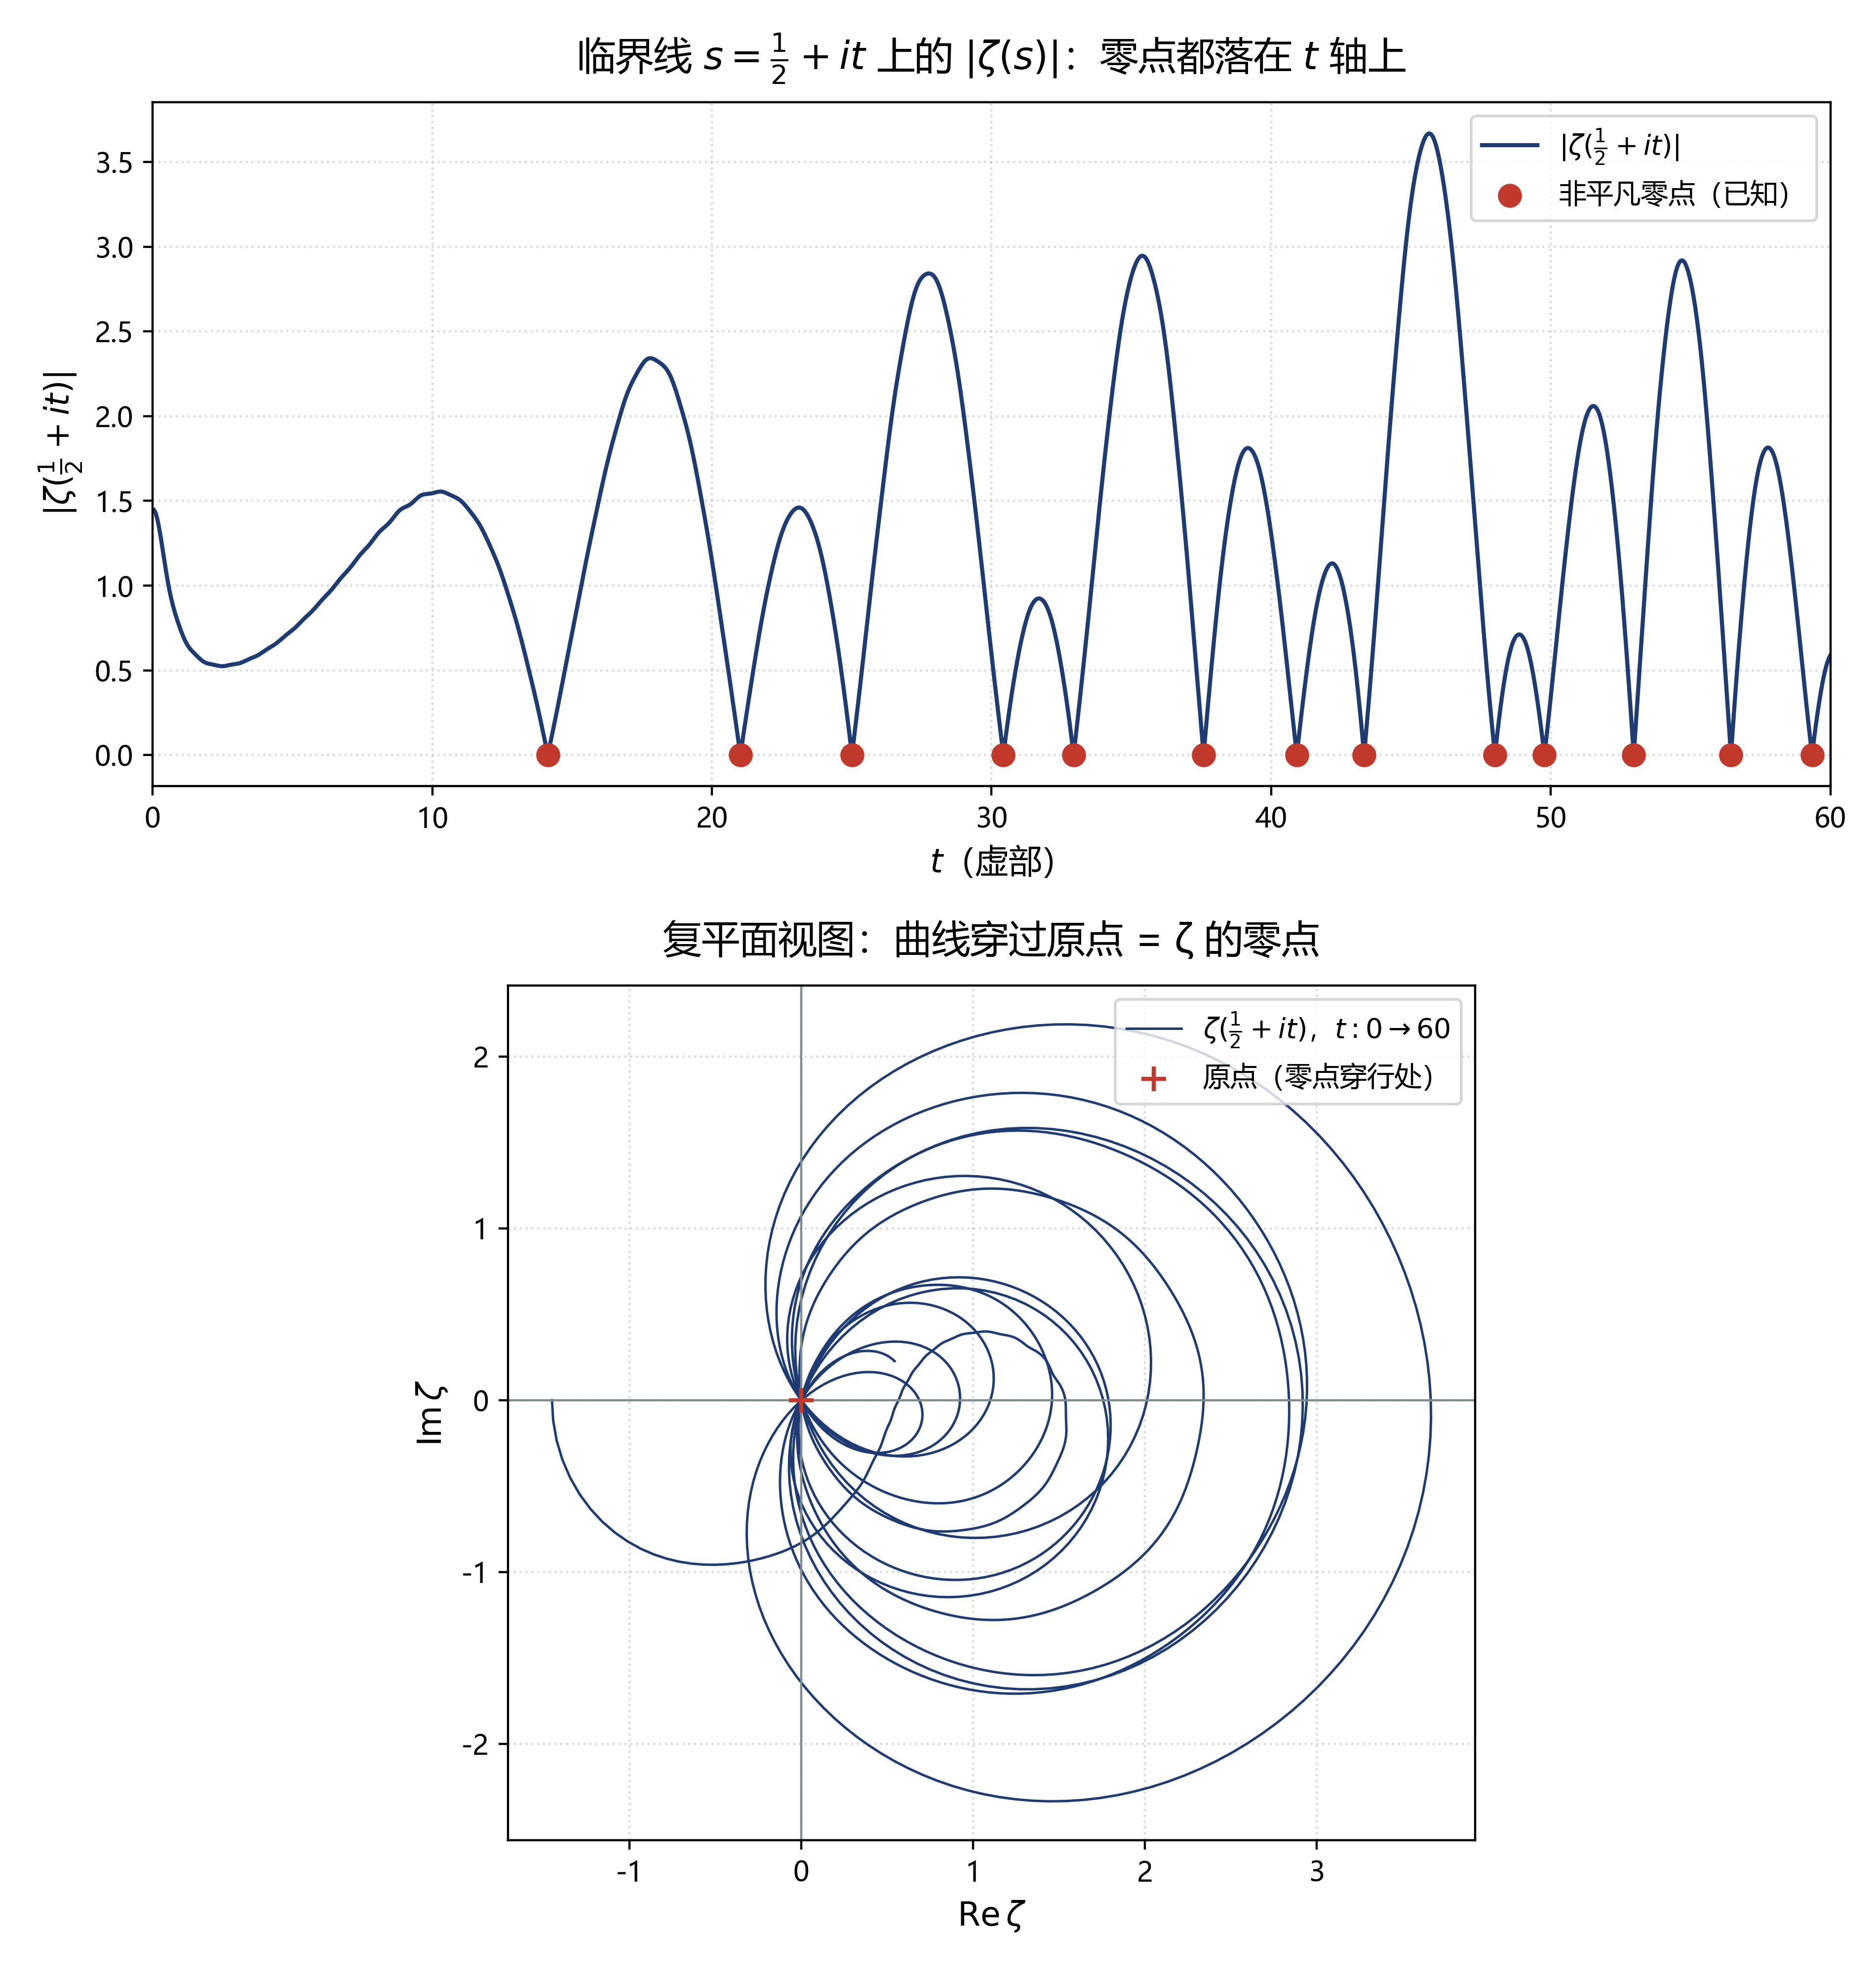 临界线 s = 1/2 + it 上的 |ζ(s)|：零点都落在 t 轴上
|ζ(1/2 + it)|
非平凡零点（已知）
3.5
3.0
2.5
2.0
1.5
1.0
0.5
0.0
|ζ(1/2 + it)|
0 10 20 30 40 50 60
t（虚部）
复平面视图：曲线穿过原点 = ζ 的零点
ζ(1/2 + it)，t : 0 → 60
原点（零点穿行处）
2
1
0
-1
-2
Im ζ
-1 0 1 2 3
Re ζ